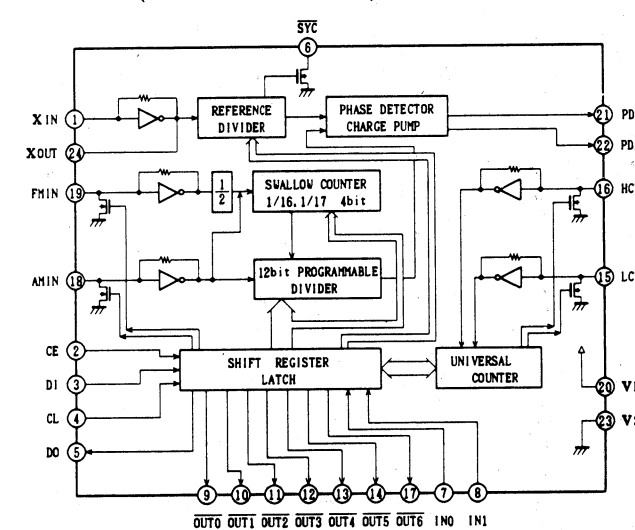 SYC
6
XIN 1
REFERENCE DIVIDER
PHASE DETECTOR CHARGE PUMP
21 PD
XOUT 24
22 PD
FMIN 19
1/2
SWALLOW COUNTER
1/16. 1/17 4bit
16 HC
AMIN 18
12bit PROGRAMMABLE DIVIDER
15 LC
CE 2
SHIFT REGISTER LATCH
UNIVERSAL COUNTER
DI 3
20
CL 4
23
DO 5
9 10 11 12 13 14 17 7 8
OUT0 OUT1 OUT2 OUT3 OUT4 OUT5 OUT6 IN0 IN1